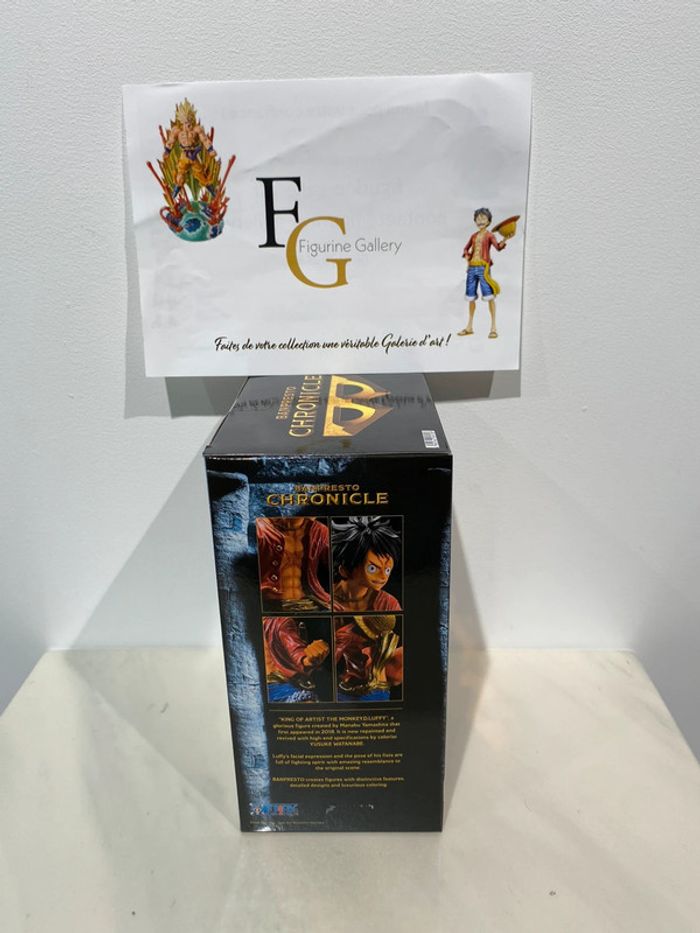 FG
Figurine Gallery
Faites de votre collection une véritable Galerie d'art !
BANPRESTO
CHRONICLE
BANPRESTO
CHRONICLE
"KING OF ARTIST THE MONKEY.D.LUFFY", a
glorious figure created by Manabu Yamashita that
first appeared in 2018. It is now repainted and
revived with high-end specifications by colorist
YUSUKE WATANABE.
Luffy's facial expression and the pose of his fists are
full of fighting spirit with amazing resemblance to
the original scene.
BANPRESTO creates figures with distinctive features,
detailed designs and luxurious coloring